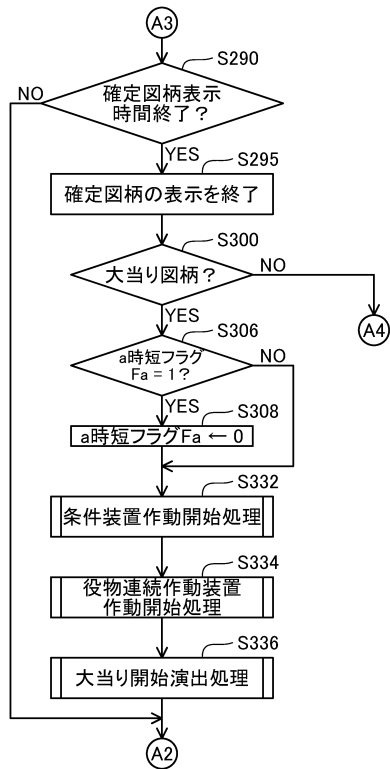 A3
S290
NO
確定図柄表示
時間終了？
YES
S295
確定図柄の表示を終了
S300
大当り図柄？
NO
YES
A4
S306
a時短フラグ
Fa＝1？
NO
YES
S308
a時短フラグFa ← 0
S332
条件装置作動開始処理
S334
役物連続作動装置
作動開始処理
S336
大当り開始演出処理
A2